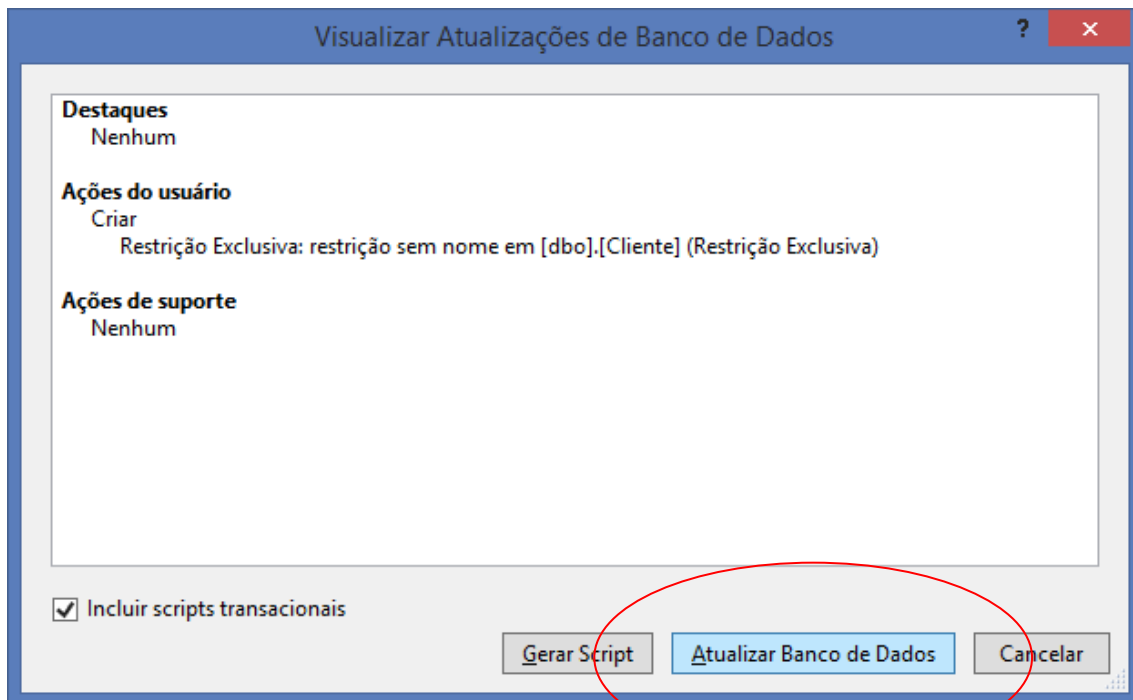 Visualizar Atualizações de Banco de Dados
?
Destaques
Nenhum
Ações do usuário
Criar
Restrição Exclusiva: restrição sem nome em [dbo].[Cliente] (Restrição Exclusiva)
Ações de suporte
Nenhum
Incluir scripts transacionais
Gerar Script
Atualizar Banco de Dados
Cancelar